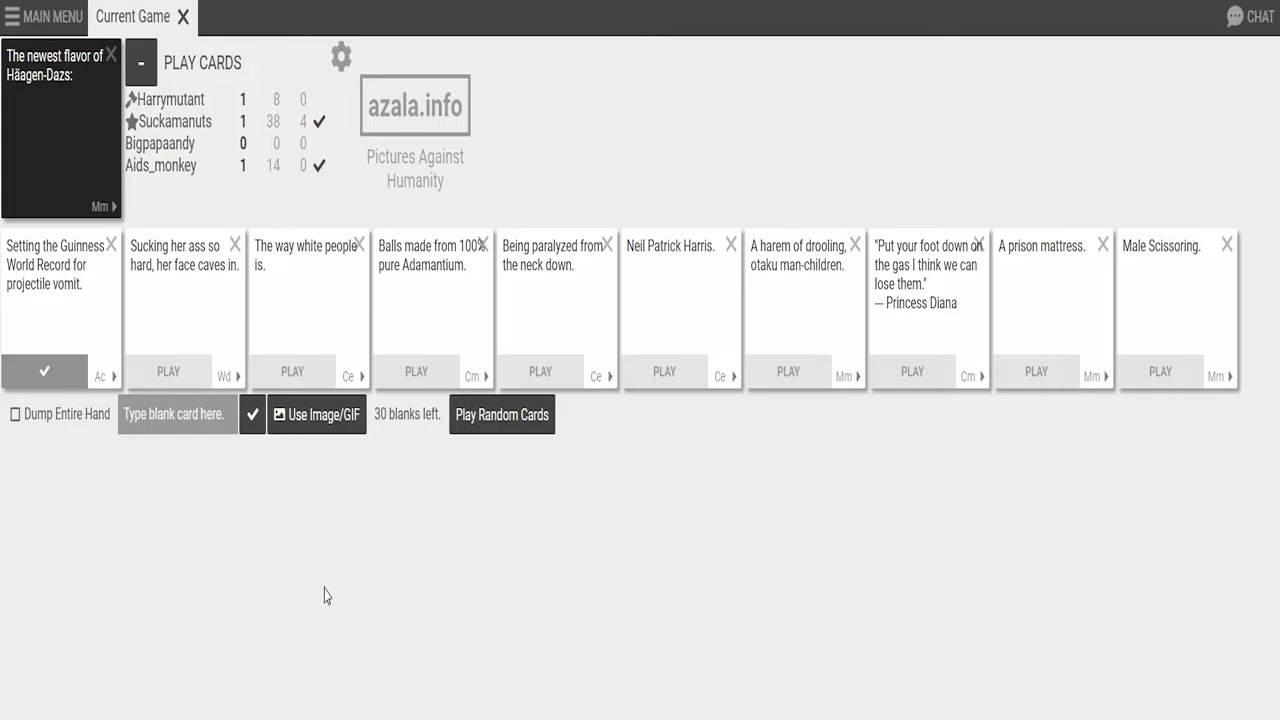 MAIN MENU
Current Game
CHAT
The newest flavor of
Häagen-Dazs:
Mm
-
PLAY CARDS
Harrymutant 1 8 0
Suckamanuts 1 38 4
Bigpapaandy 0 0 0
Aids_monkey 1 14 0
azala.info
Pictures Against
Humanity
Setting the Guinness
World Record for
projectile vomit.
Ac
Sucking her ass so
hard, her face caves in.
PLAY
Wd
The way white people
is.
PLAY
Ce
Balls made from 100%
pure Adamantium.
PLAY
Cm
Being paralyzed from
the neck down.
PLAY
Ce
Neil Patrick Harris.
PLAY
Ce
A harem of drooling,
otaku man-children.
PLAY
Mm
"Put your foot down on
the gas I think we can
lose them."
--- Princess Diana
PLAY
Cm
A prison mattress.
PLAY
Mm
Male Scissoring.
PLAY
Mm
Dump Entire Hand
Type blank card here.
Use Image/GIF
30 blanks left.
Play Random Cards